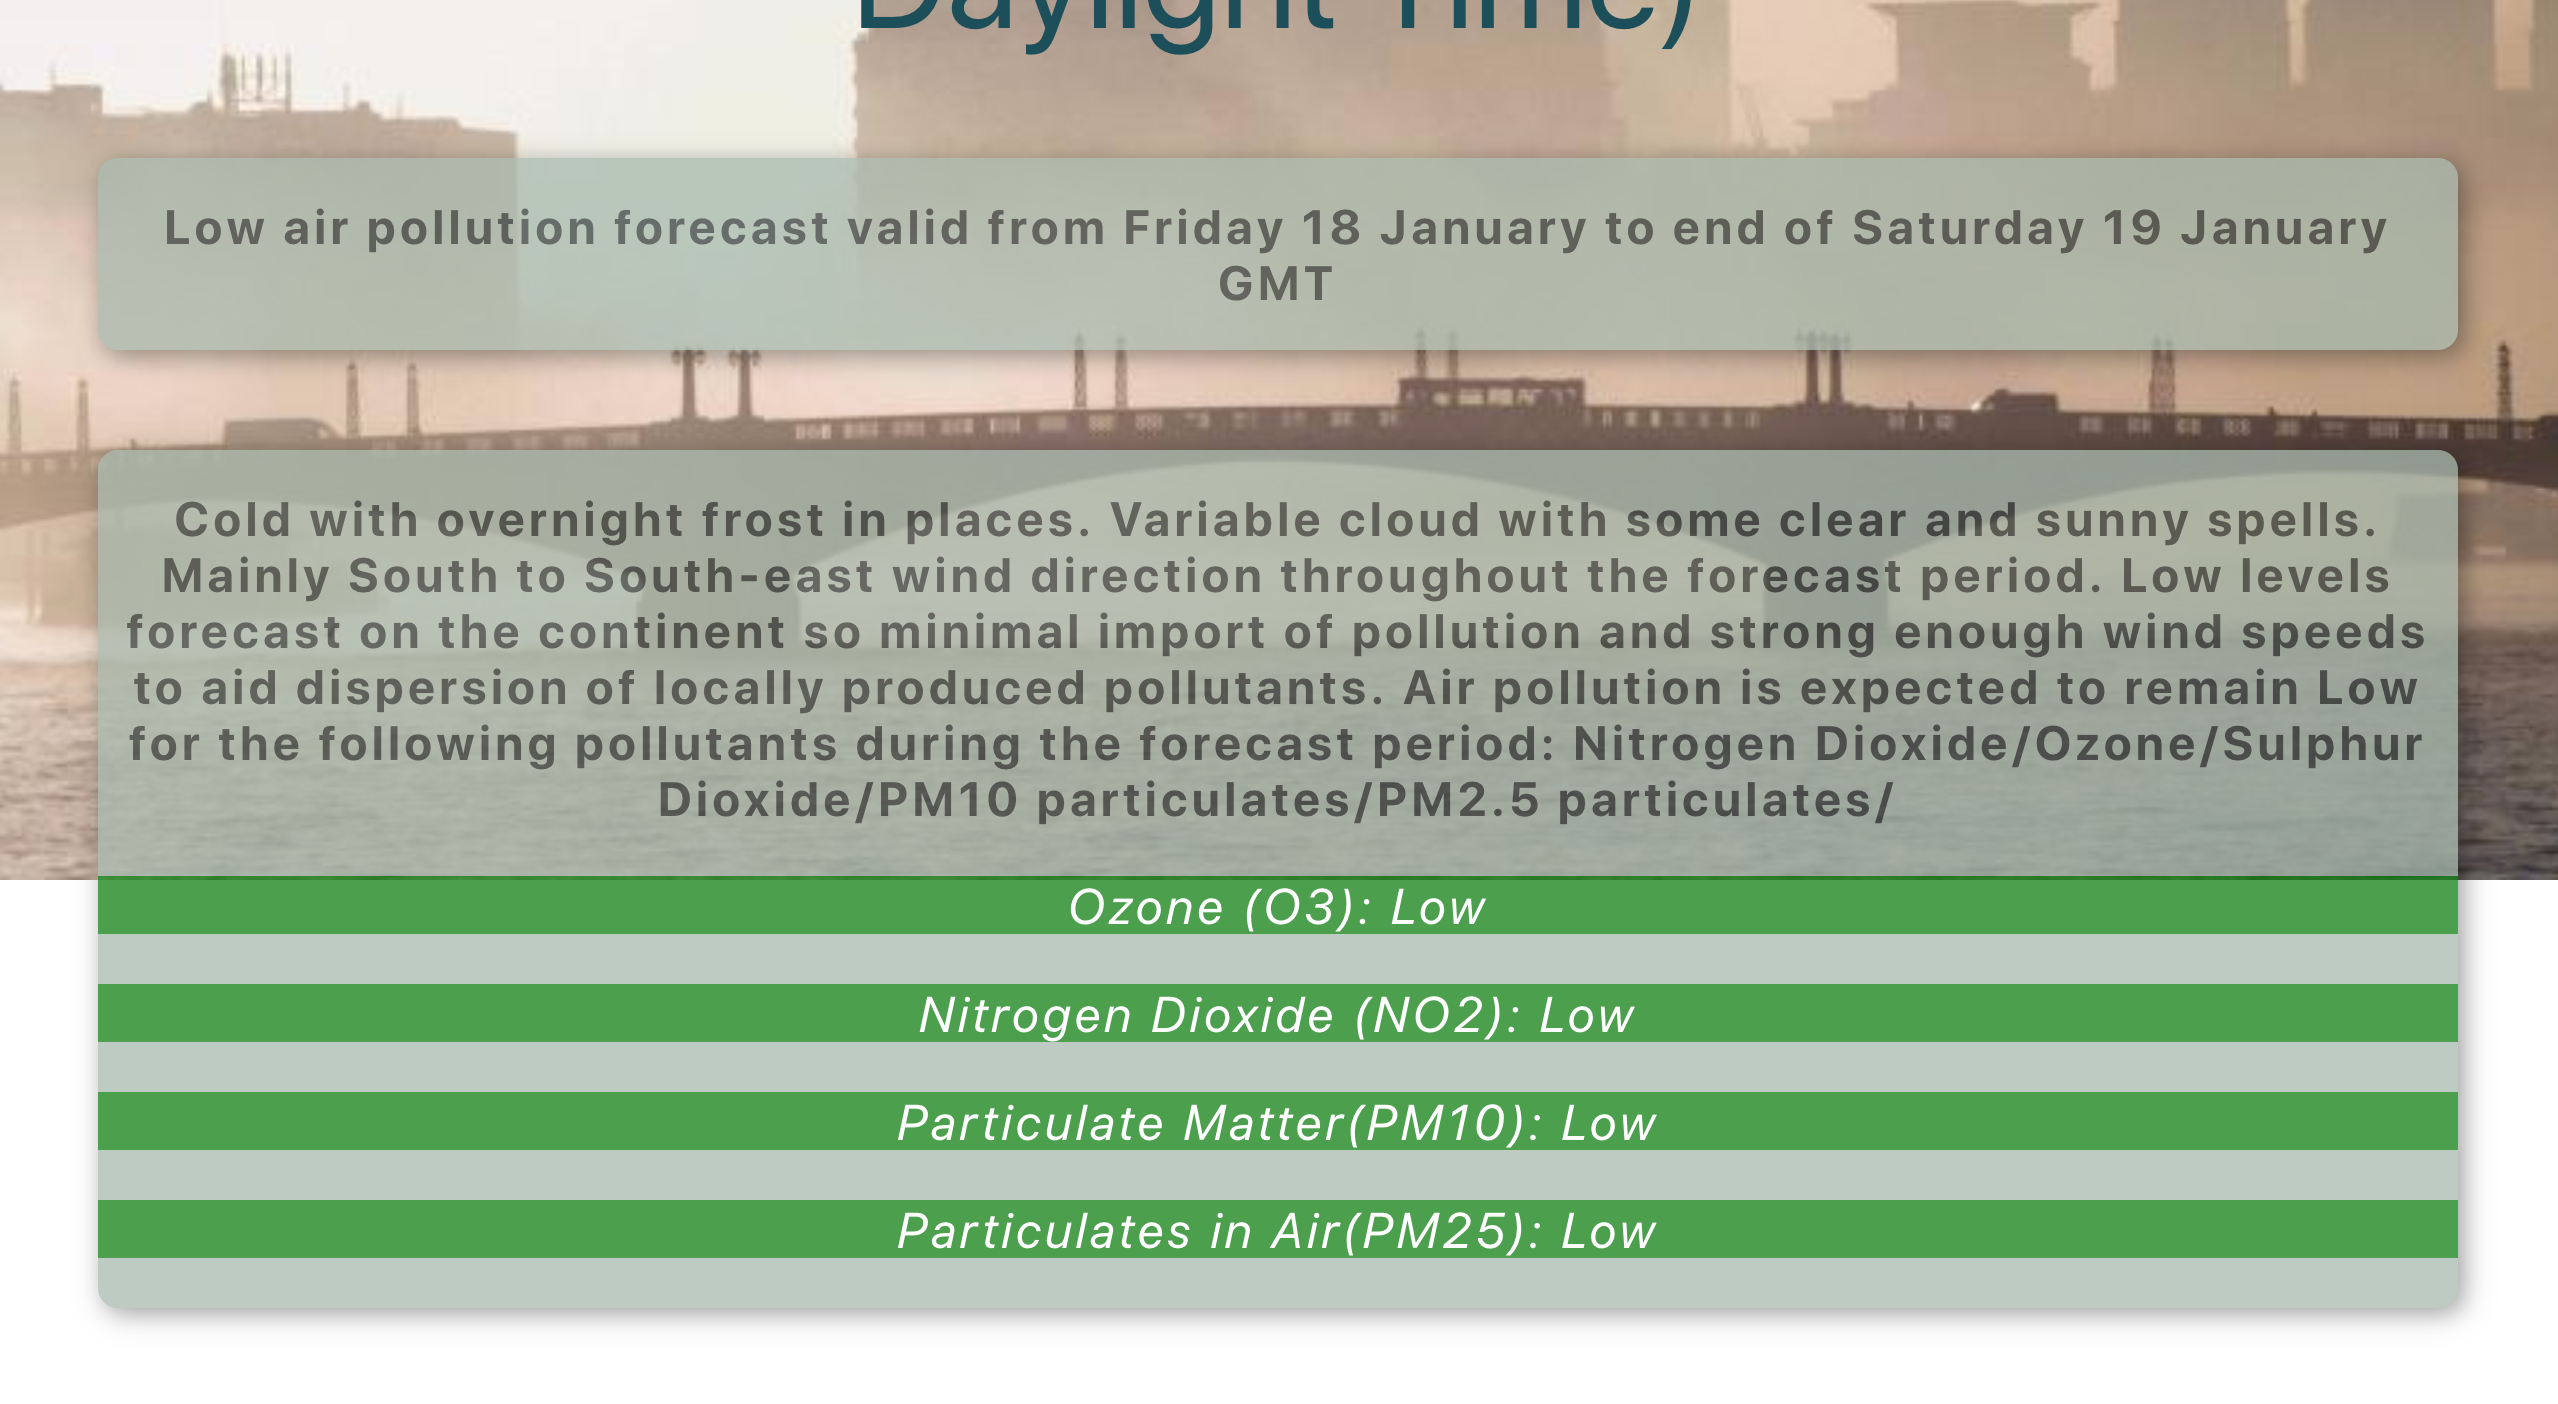 Daylight Time)
Low air pollution forecast valid from Friday 18 January to end of Saturday 19 January
GMT
Cold with overnight frost in places. Variable cloud with some clear and sunny spells.
Mainly South to South-east wind direction throughout the forecast period. Low levels
forecast on the continent so minimal import of pollution and strong enough wind speeds
to aid dispersion of locally produced pollutants. Air pollution is expected to remain Low
for the following pollutants during the forecast period: Nitrogen Dioxide/Ozone/Sulphur
Dioxide/PM10 particulates/PM2.5 particulates/
Ozone (O3): Low
Nitrogen Dioxide (NO2): Low
Particulate Matter(PM10): Low
Particulates in Air(PM25): Low